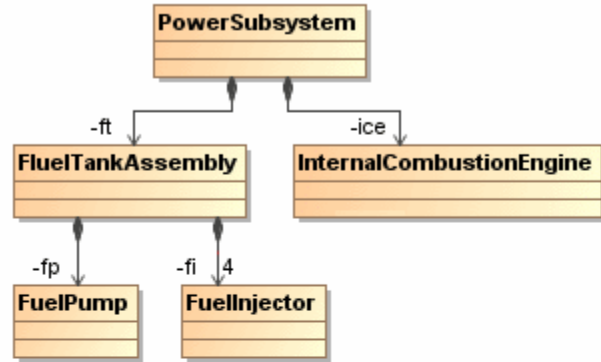 PowerSubsystem
-ft
-ice
FluelTankAssembly
InternalCombustionEngine
-fp
-fi 4
FuelPump
FuelInjector